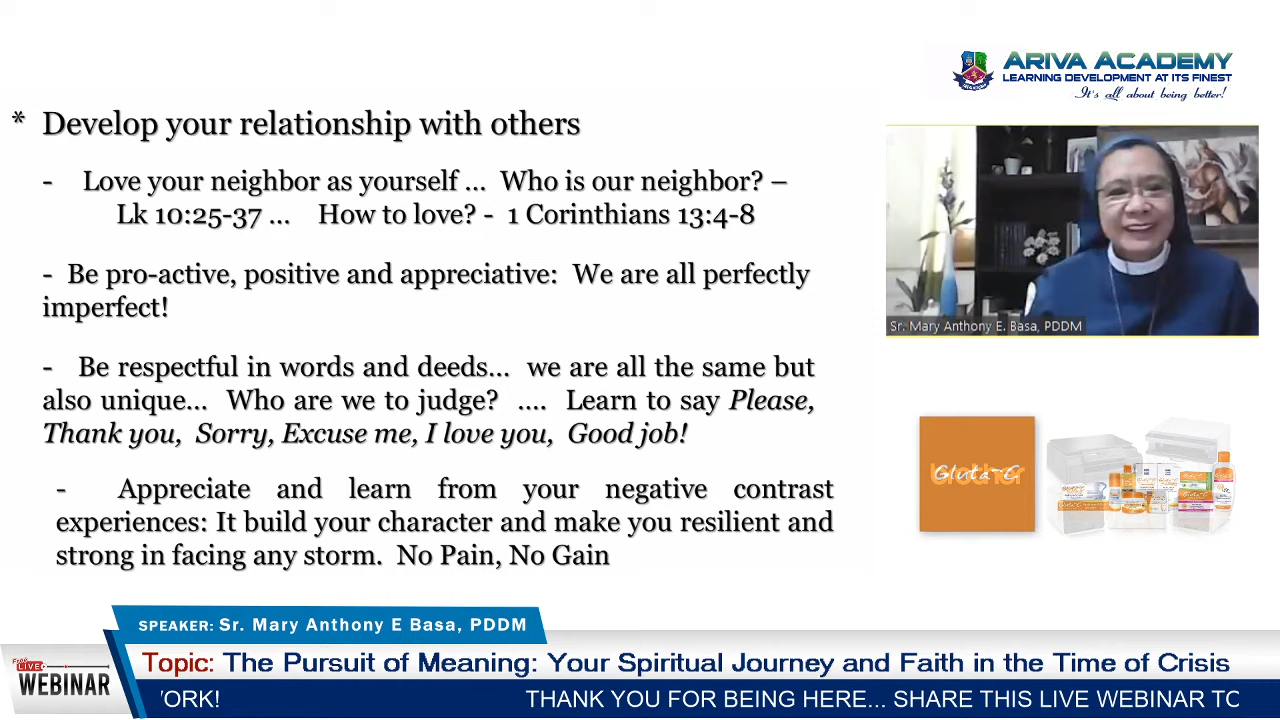 ARIVA ACADEMY
LEARNING DEVELOPMENT AT ITS FINEST
It's all about being better!
* Develop your relationship with others
- Love your neighbor as yourself ... Who is our neighbor? –
Lk 10:25-37 ... How to love? - 1 Corinthians 13:4-8
- Be pro-active, positive and appreciative: We are all perfectly
imperfect!
- Be respectful in words and deeds... we are all the same but
also unique... Who are we to judge? .... Learn to say Please,
Thank you, Sorry, Excuse me, I love you, Good job!
- Appreciate and learn from your negative contrast
experiences: It build your character and make you resilient and
strong in facing any storm. No Pain, No Gain
Sr. Mary Anthony E. Basa, PDDM
Gluta-C
brother
SPEAKER: Sr. Mary Anthony E Basa, PDDM
Free
LIVE
WEBINAR
Topic: The Pursuit of Meaning: Your Spiritual Journey and Faith in the Time of Crisis
ORK! THANK YOU FOR BEING HERE... SHARE THIS LIVE WEBINAR TO